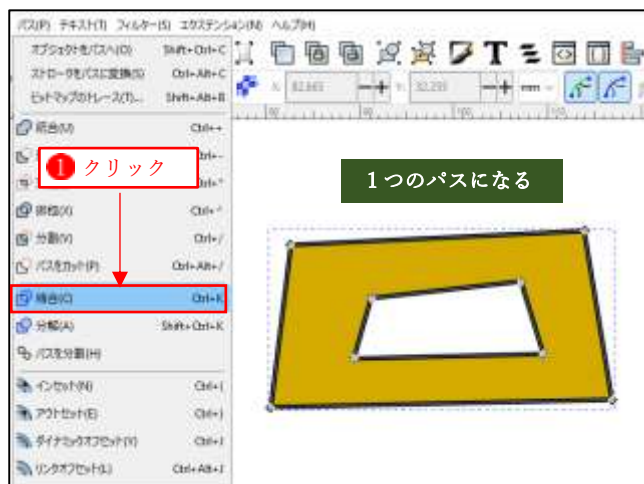 パス(P) テキスト(T) フィルター(S) エクステンション(N) ヘルプ(H)
オブジェクトをパスへ(O) Shift+Ctrl+C
ストロークをパスに変換(S) Ctrl+Alt+C
ビットマップのトレース(T)... Shift+Alt+B
X: 82.665 Y: 32.295 mm
統合(U) Ctrl++
1 クリック
Ctrl+-
Ctrl+*
1つのパスになる
排他(X) Ctrl+^
分割(V) Ctrl+/
パスをカット(P) Ctrl+Alt+/
結合(C) Ctrl+K
分解(A) Shift+Ctrl+K
パスを分割(H)
インセット(N) Ctrl+(
アウトセット(E) Ctrl+)
ダイナミックオフセット(Y) Ctrl+J
リンクオフセット(L) Ctrl+Alt+J